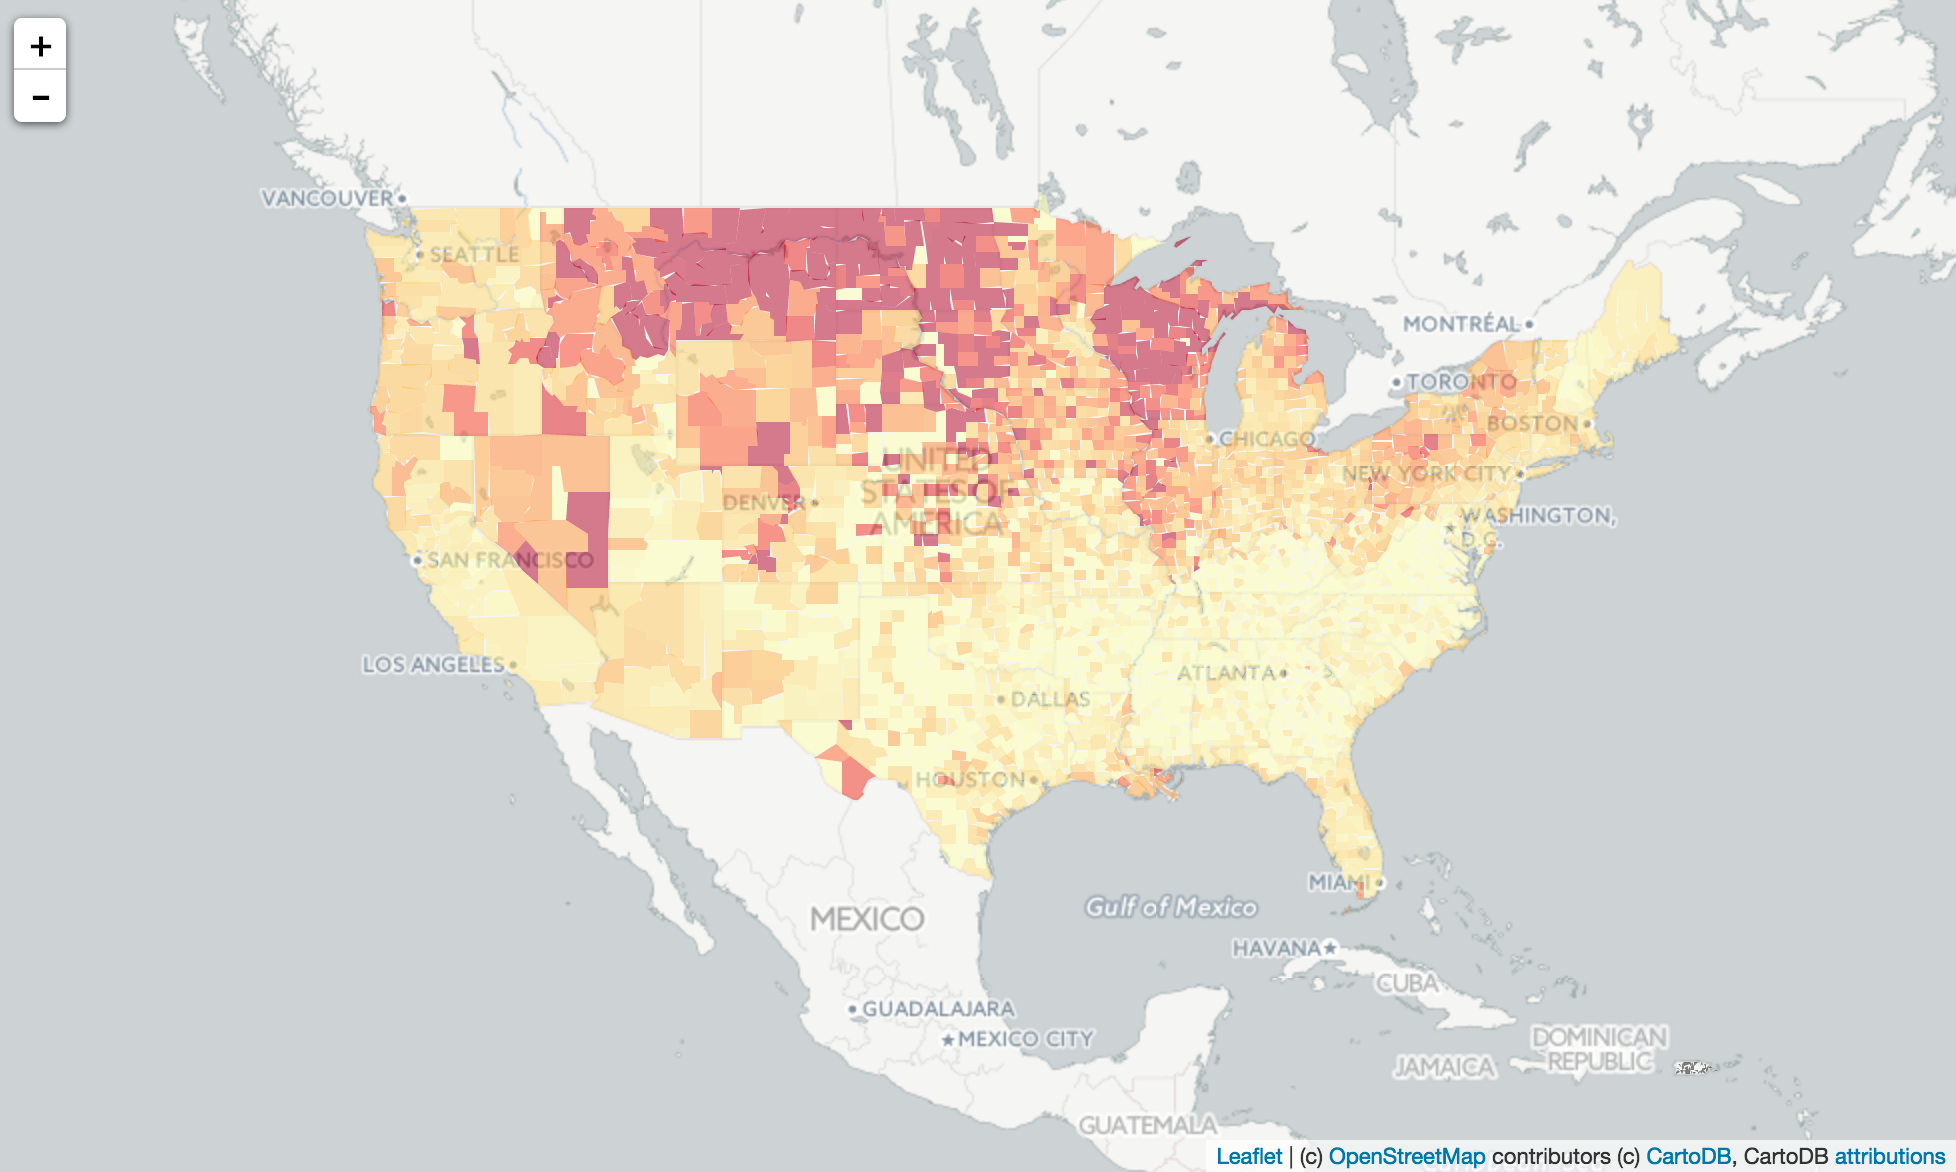 +
-
VANCOUVER
SEATTLE
MONTRÉAL
TORONTO
BOSTON
CHICAGO
NEW YORK CITY
UNITED
STATES OF
AMERICA
DENVER
WASHINGTON,
D.C.
SAN FRANCISCO
LOS ANGELES
ATLANTA
DALLAS
HOUSTON
MIAMI
Gulf of Mexico
MEXICO
HAVANA
CUBA
GUADALAJARA
MEXICO CITY
DOMINICAN
REPUBLIC
JAMAICA
GUATEMALA
Leaflet | (c) OpenStreetMap contributors (c) CartoDB, CartoDB attributions